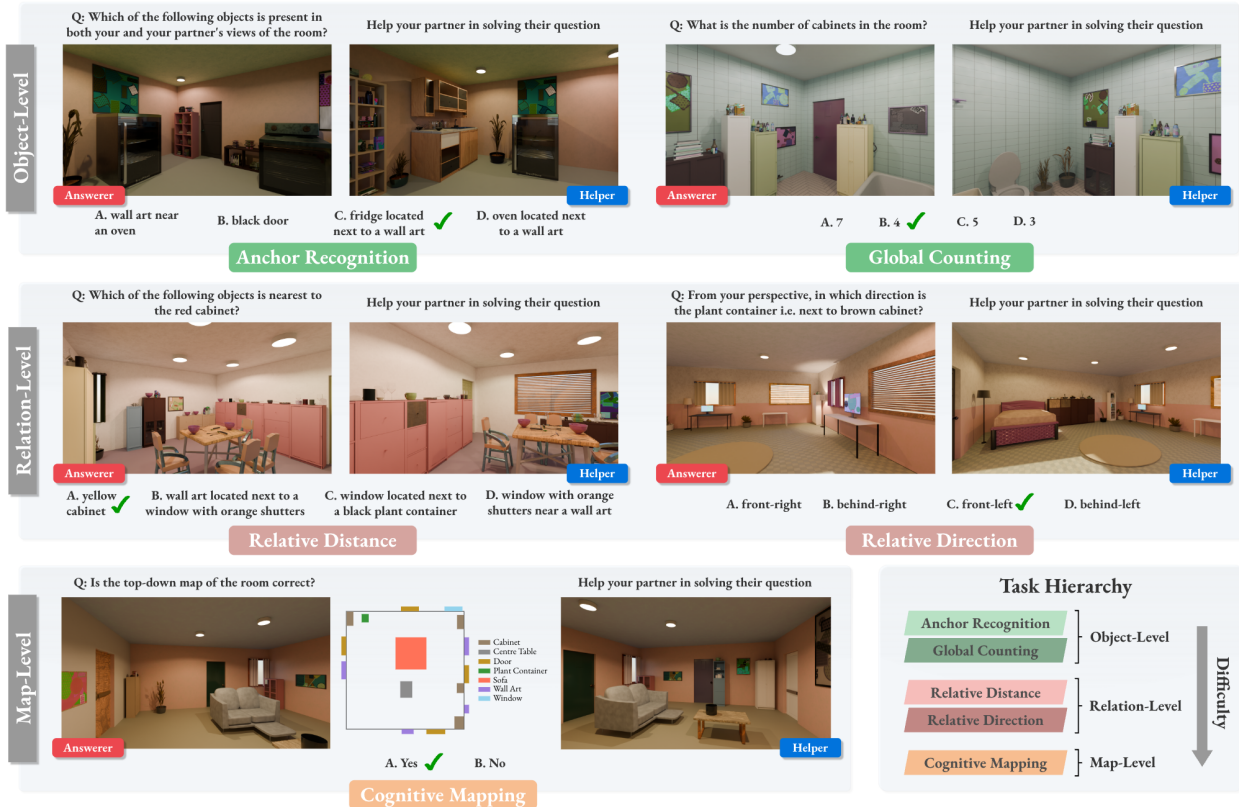 Object-Level
Q: Which of the following objects is present in
both your and your partner's views of the room?
Help your partner in solving their question
Answerer
Helper
A. wall art near
an oven
B. black door
C. fridge located
next to a wall art
D. oven located next
to a wall art
Anchor Recognition
Q: What is the number of cabinets in the room?
Help your partner in solving their question
Answerer
Helper
A. 7
B. 4
C. 5
D. 3
Global Counting
Relation-Level
Q: Which of the following objects is nearest to
the red cabinet?
Help your partner in solving their question
Answerer
Helper
A. yellow
cabinet
B. wall art located next to a
window with orange shutters
C. window located next to
a black plant container
D. window with orange
shutters near a wall art
Relative Distance
Q: From your perspective, in which direction is
the plant container i.e. next to brown cabinet?
Help your partner in solving their question
Answerer
Helper
A. front-right
B. behind-right
C. front-left
D. behind-left
Relative Direction
Map-Level
Q: Is the top-down map of the room correct?
Help your partner in solving their question
Answerer
Cabinet
Centre Table
Door
Plant Container
Sofa
Wall Art
Window
Helper
A. Yes
B. No
Cognitive Mapping
Task Hierarchy
Anchor Recognition
Global Counting
Object-Level
Relative Distance
Relative Direction
Relation-Level
Cognitive Mapping
Map-Level
Difficulty